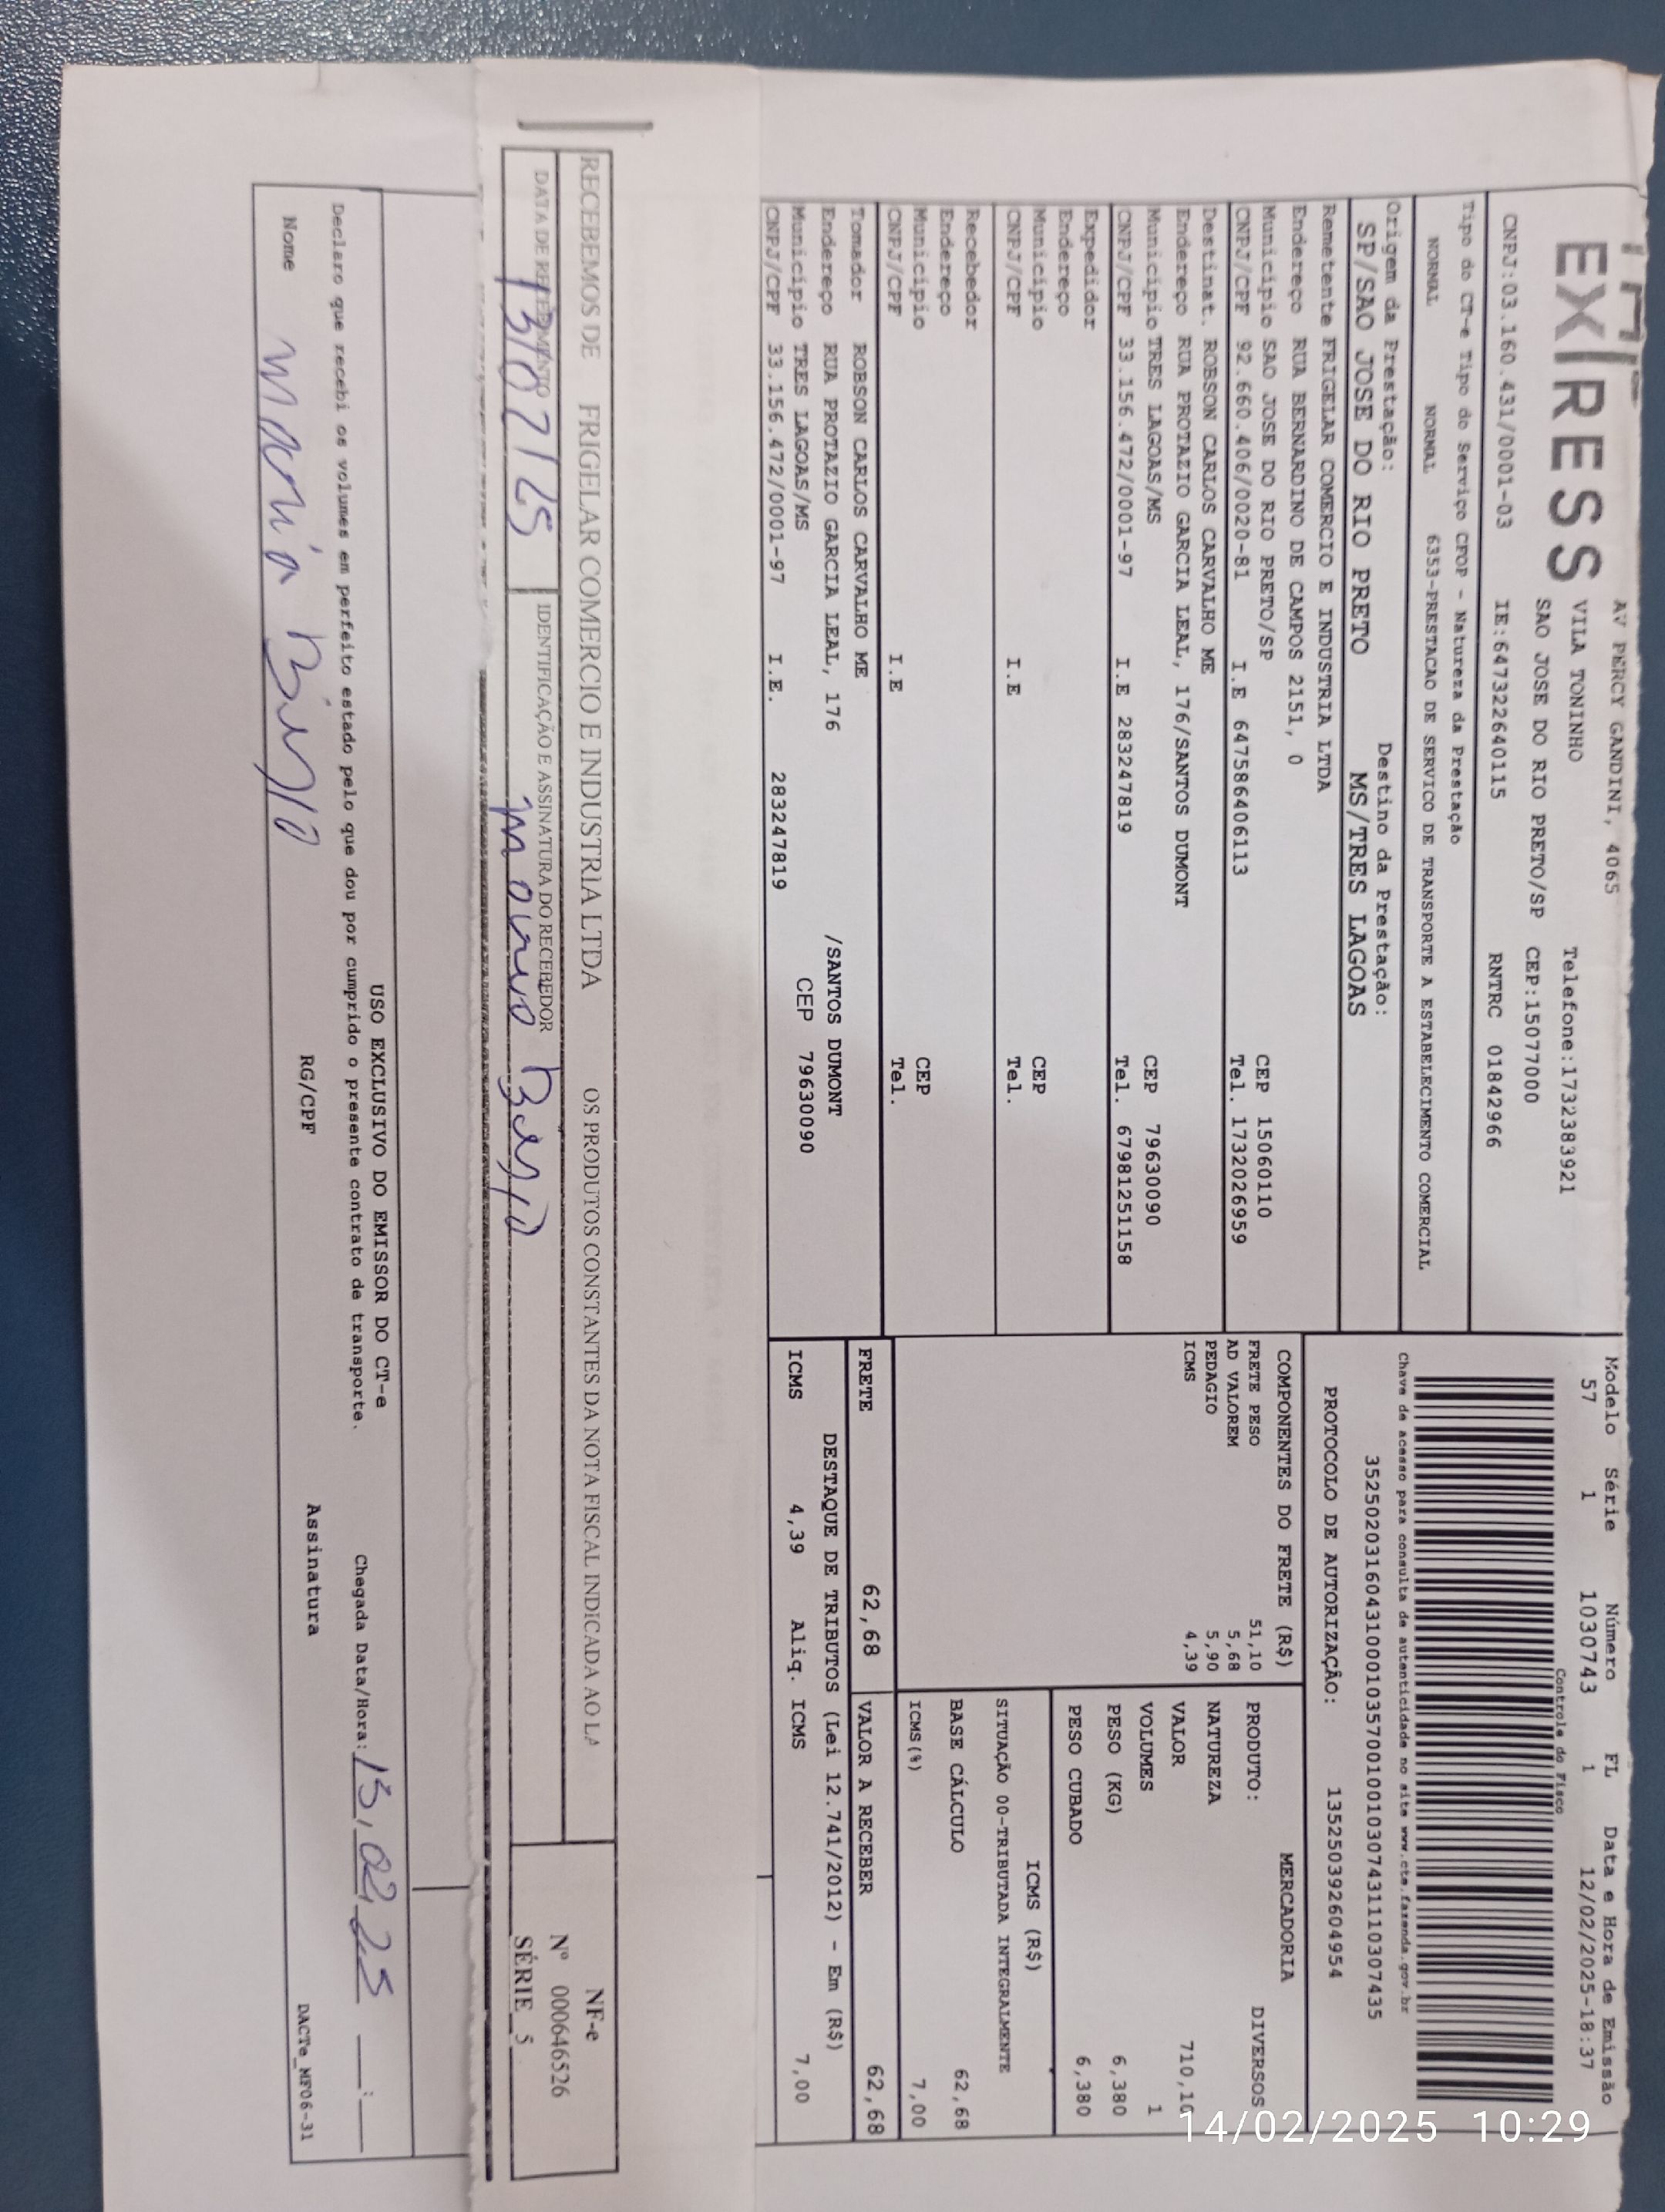 EXPRESS
AV PERCY GANDINI, 4065
VILA TONINHO Telefone:1732383921
SAO JOSE DO RIO PRETO/SP CEP:15077000
CNPJ:03.160.431/0001-03 IE:647322640115 RNTRC 01842966
Tipo do CT-e Tipo do Serviço CFOP - Natureza da Prestação
NORMAL NORMAL 6353-PRESTACAO DE SERVICO DE TRANSPORTE A ESTABELECIMENTO COMERCIAL
Origem da Prestação: Destino da Prestação:
SP/SAO JOSE DO RIO PRETO MS/TRES LAGOAS
Remetente FRIGELAR COMERCIO E INDUSTRIA LTDA
Endereço RUA BERNARDINO DE CAMPOS 2151, 0
Município SAO JOSE DO RIO PRETO/SP CEP 15060110
CNPJ/CPF 92.660.406/0020-81 I.E 647586406113 Tel. 1732026959
Destinat. ROBSON CARLOS CARVALHO ME
Endereço RUA PROTAZIO GARCIA LEAL, 176/SANTOS DUMONT
Município TRES LAGOAS/MS CEP 79630090
CNPJ/CPF 33.156.472/0001-97 I.E 283247819 Tel. 67981251158
Expedidor
Endereço
Município CEP
CNPJ/CPF I.E Tel.
Recebedor
Endereço
Município CEP
CNPJ/CPF I.E Tel.
Tomador ROBSON CARLOS CARVALHO ME
Endereço RUA PROTAZIO GARCIA LEAL, 176 /SANTOS DUMONT
Município TRES LAGOAS/MS CEP 79630090
CNPJ/CPF 33.156.472/0001-97 I.E. 283247819
Modelo Série Número FL Data e Hora de Emissão
57 1 1030743 1 12/02/2025-18:37
Controle do Fisco
Chave de acesso para consulta de autenticidade no site www.cte.fazenda.gov.br
35250203160431000103570010010307431110307435
PROTOCOLO DE AUTORIZAÇÃO: 135250392604954
COMPONENTES DO FRETE (R$)
FRETE PESO 51,10
AD VALOREM 5,68
PEDAGIO 5,90
ICMS 4,39
MERCADORIA
PRODUTO: DIVERSOS
NATUREZA
VALOR 710,10
VOLUMES 1
PESO (KG) 6,380
PESO CUBADO 6,380
ICMS (R$)
SITUAÇÃO 00-TRIBUTADA INTEGRALMENTE
BASE CÁLCULO 62,68
ICMS(%) 7,00
FRETE 62,68 VALOR A RECEBER 62,68
DESTAQUE DE TRIBUTOS (Lei 12.741/2012) - Em (R$)
ICMS 4,39 Aliq. ICMS 7,00
RECEBEMOS DE FRIGELAR COMERCIO E INDUSTRIA LTDA OS PRODUTOS CONSTANTES DA NOTA FISCAL INDICADA AO LA
DATA DE RECEBIMENTO IDENTIFICAÇÃO E ASSINATURA DO RECEBEDOR
NF-e
Nº 000646526
SÉRIE 5
USO EXCLUSIVO DO EMISSOR DO CT-e
Declaro que recebi os volumes em perfeito estado pelo que dou por cumprido o presente contrato de transporte. Chegada Data/Hora: 13,02,25 :
Nome RG/CPF Assinatura
DACTe_MF06-31
14/02/2025 10:29